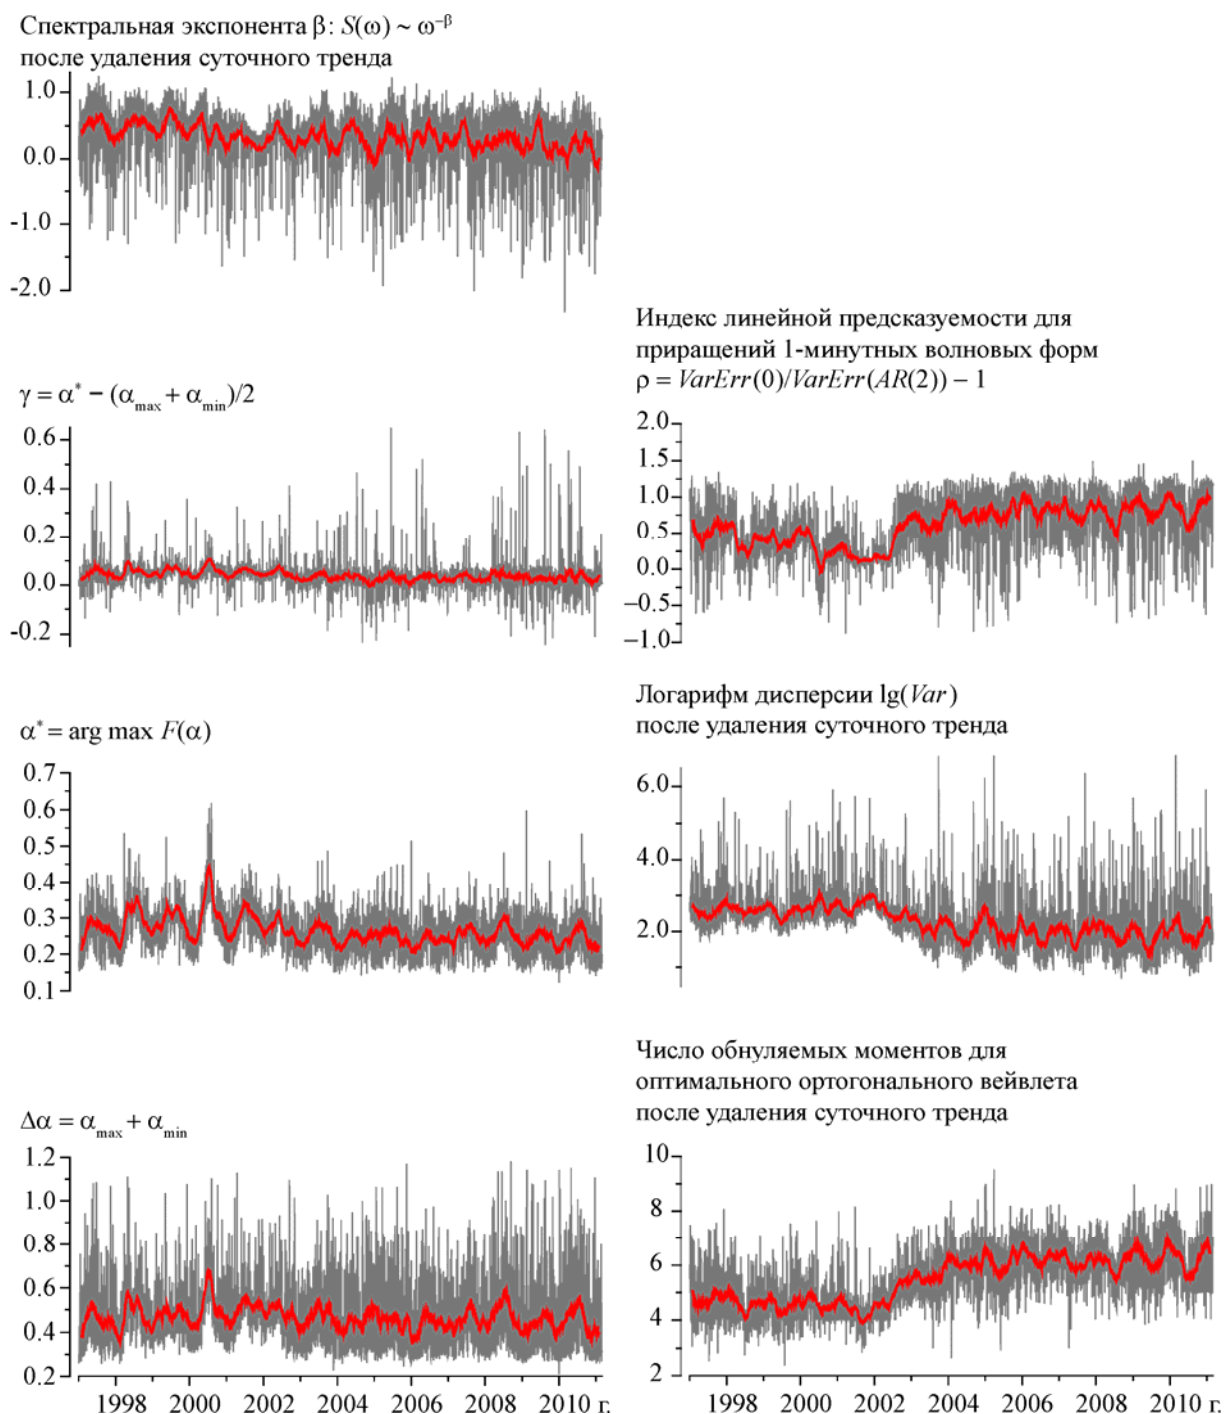 Спектральная экспонента β: S(ω) ~ ω^–β
после удаления суточного тренда
1.0
0.0
-1.0
-2.0
γ = α* − (α_max + α_min)/2
0.6
0.4
0.2
0.0
-0.2
α* = arg max F(α)
0.7
0.6
0.5
0.4
0.3
0.2
0.1
Δα = α_max + α_min
1.2
1.0
0.8
0.6
0.4
0.2
1998 2000 2002 2004 2006 2008 2010 г.
Индекс линейной предсказуемости для
приращений 1-минутных волновых форм
ρ = VarErr(0)/VarErr(AR(2)) − 1
2.0
1.5
1.0
0.5
0.0
−0.5
−1.0
Логарифм дисперсии lg(Var)
после удаления суточного тренда
6.0
4.0
2.0
Число обнуляемых моментов для
оптимального ортогонального вейвлета
после удаления суточного тренда
10
8
6
4
2
1998 2000 2002 2004 2006 2008 2010 г.